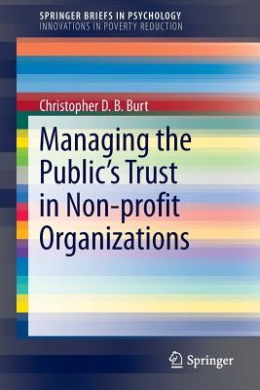 SPRINGER BRIEFS IN PSYCHOLOGY
INNOVATIONS IN POVERTY REDUCTION
Christopher D. B. Burt
Managing the
Public's Trust
in Non-profit
Organizations
Springer